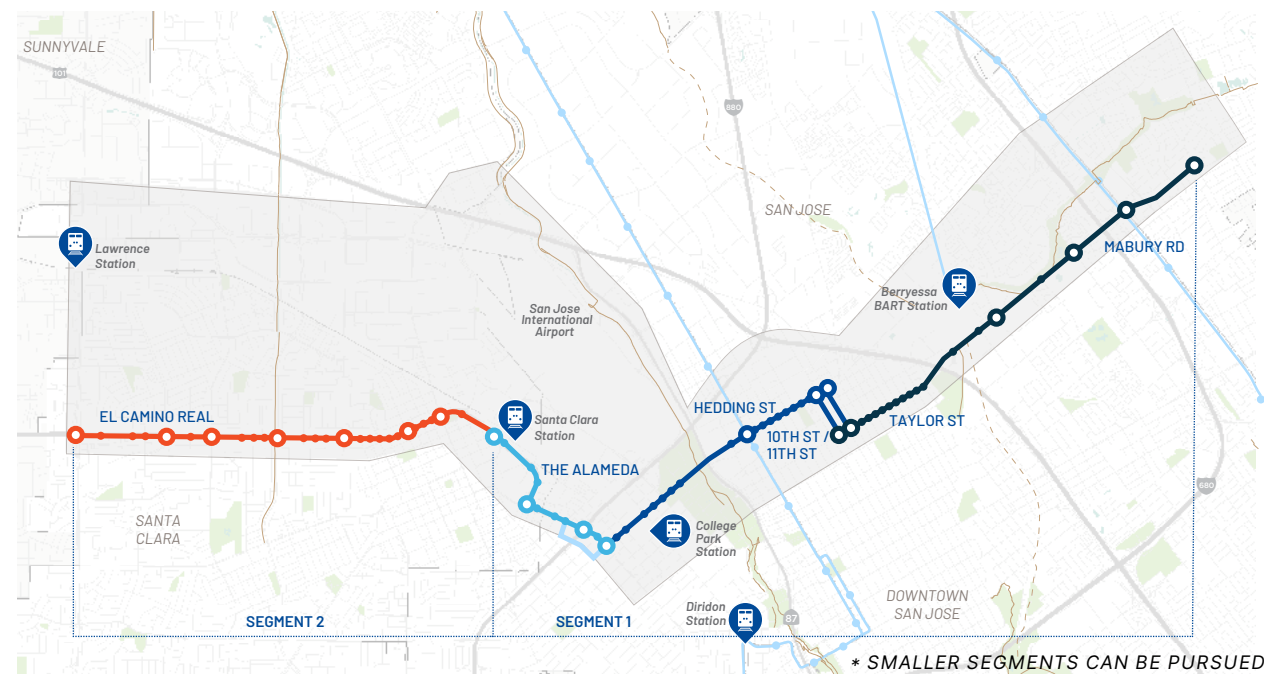 SUNNYVALE
101
880
SAN JOSE
Lawrence
Station
MABURY RD
Berryessa
BART Station
San Jose
International
Airport
EL CAMINO REAL
Santa Clara
Station
HEDDING ST
10TH ST /
11TH ST
TAYLOR ST
THE ALAMEDA
680
SANTA
CLARA
College
Park
Station
DOWNTOWN
SAN JOSE
Diridon
Station
87
SEGMENT 2
SEGMENT 1
* SMALLER SEGMENTS CAN BE PURSUED